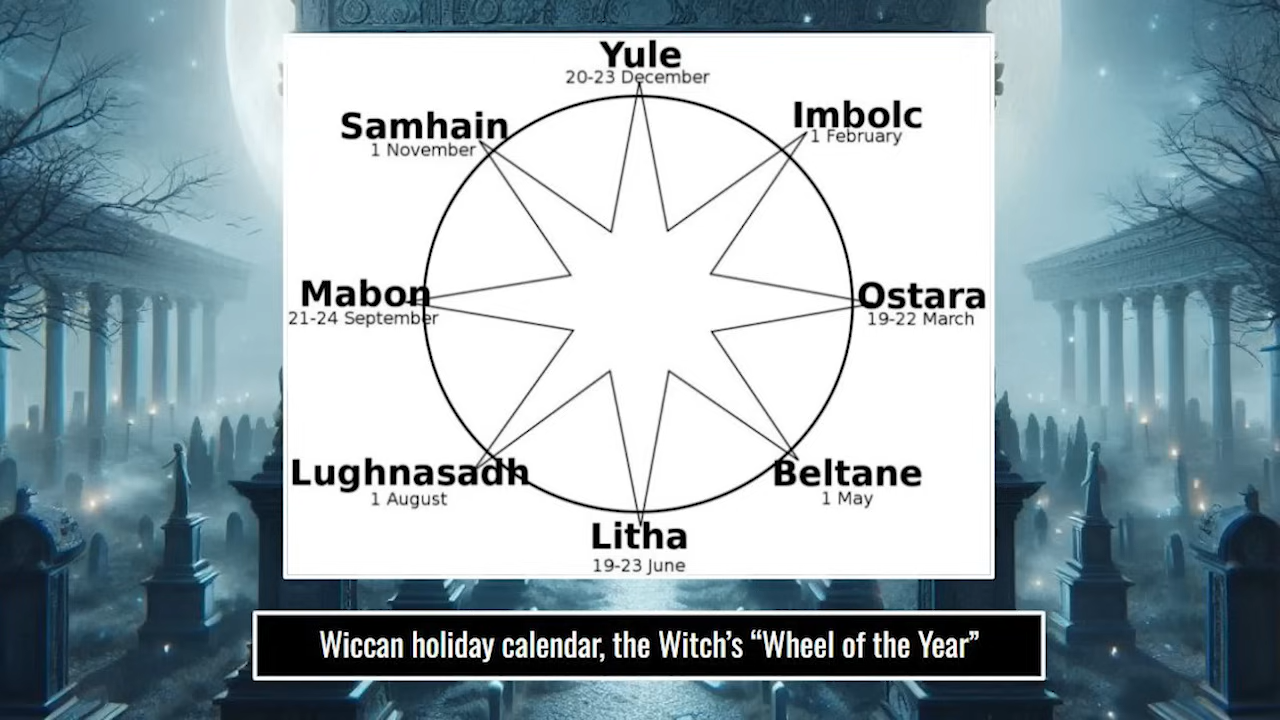 Yule
20-23 December
Imbolc
1 February
Samhain
1 November
Mabon
21-24 September
Ostara
19-22 March
Lughnasadh
1 August
Beltane
1 May
Litha
19-23 June
Wiccan holiday calendar, the Witch’s “Wheel of the Year”